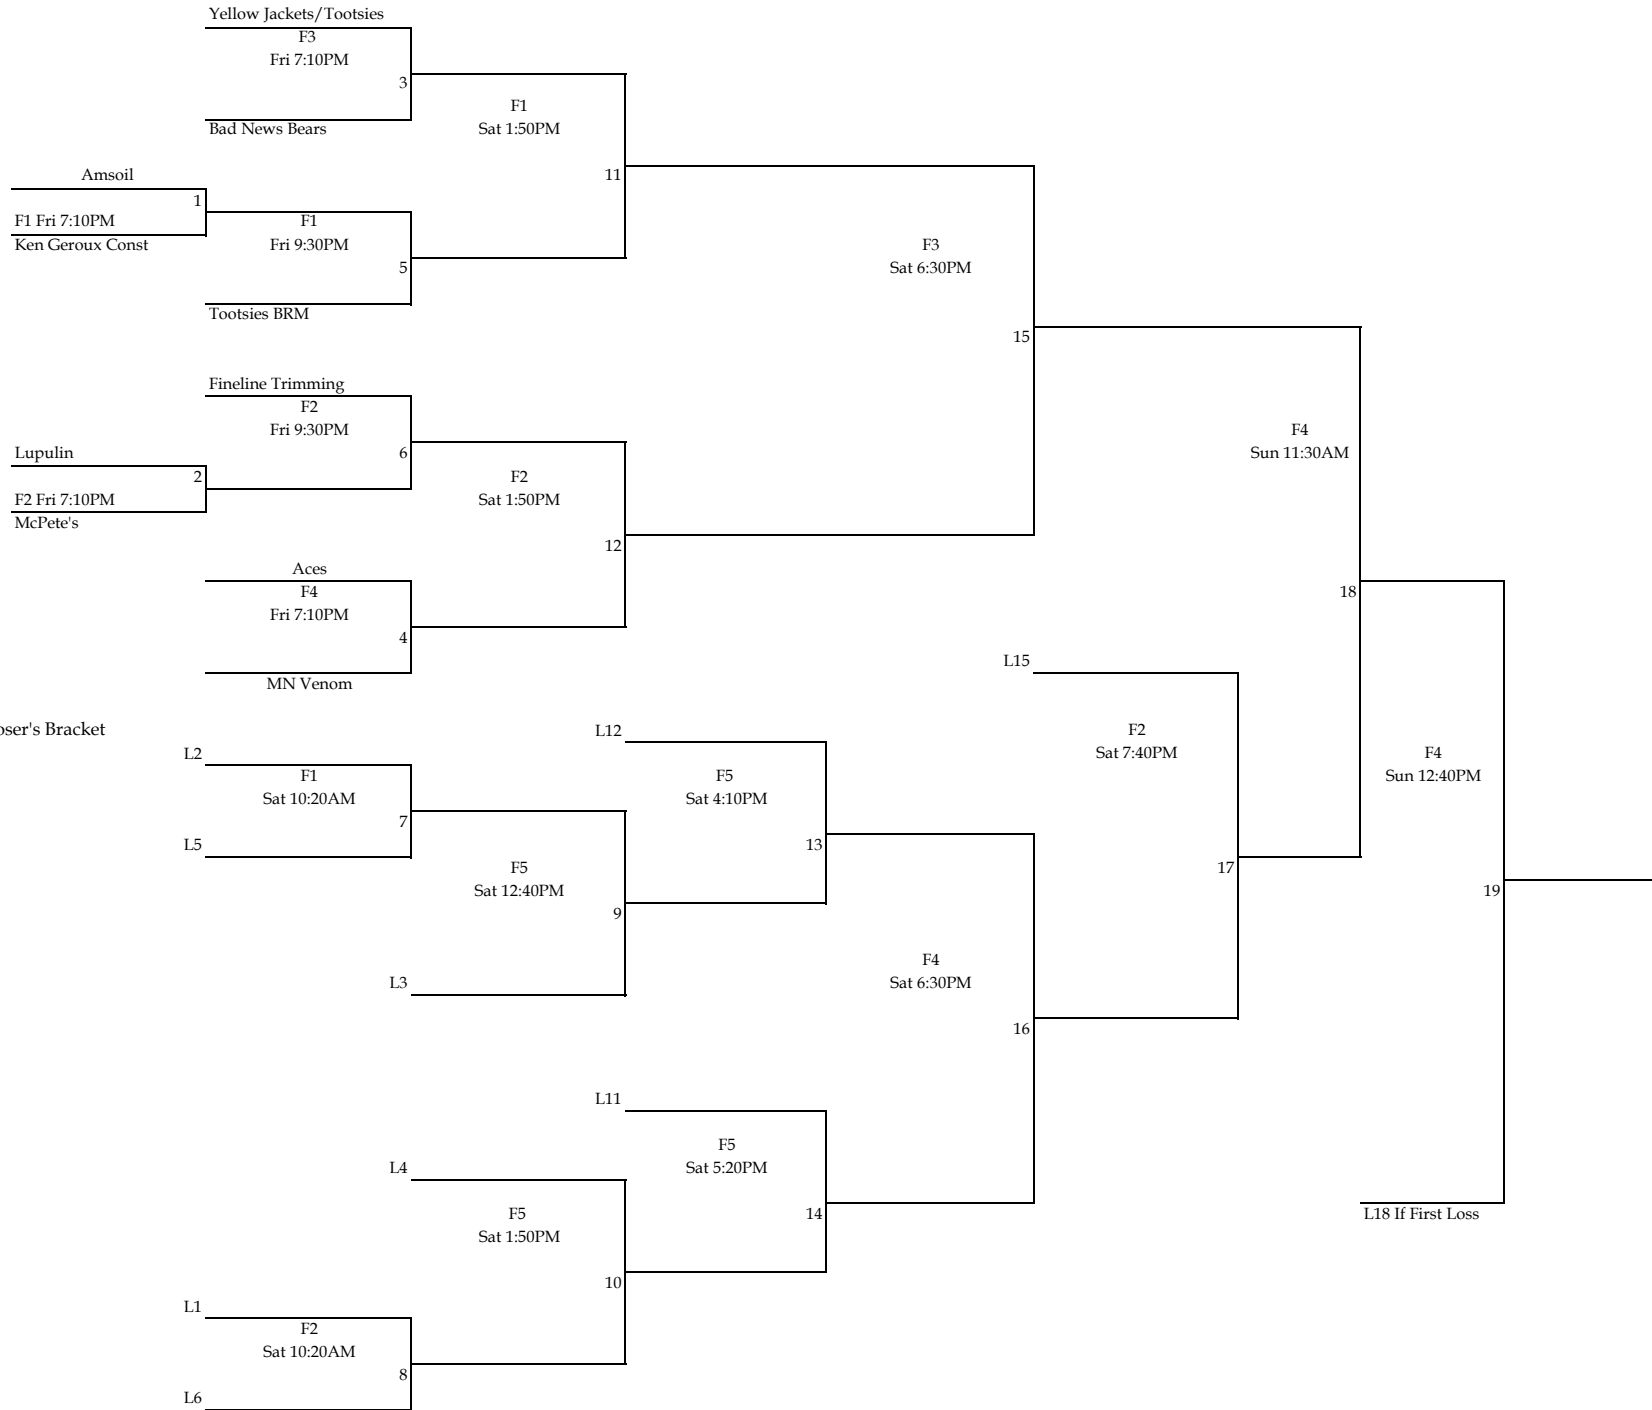 Yellow Jackets/Tootsies
F3
Fri 7:10PM
3
Bad News Bears
F1
Sat 1:50PM
11
Amsoil
1
F1 Fri 7:10PM
Ken Geroux Const
F1
Fri 9:30PM
5
Tootsies BRM
F3
Sat 6:30PM
15
Fineline Trimming
F2
Fri 9:30PM
6
Lupulin
2
F2 Fri 7:10PM
McPete's
F2
Sat 1:50PM
12
Aces
F4
Fri 7:10PM
4
MN Venom
F4
Sun 11:30AM
18
oser's Bracket
L2
F1
Sat 10:20AM
7
L5
L12
F5
Sat 4:10PM
13
F5
Sat 12:40PM
9
L3
L15
F2
Sat 7:40PM
17
F4
Sun 12:40PM
19
F4
Sat 6:30PM
16
L11
F5
Sat 5:20PM
14
L4
F5
Sat 1:50PM
10
L18 If First Loss
L1
F2
Sat 10:20AM
8
L6